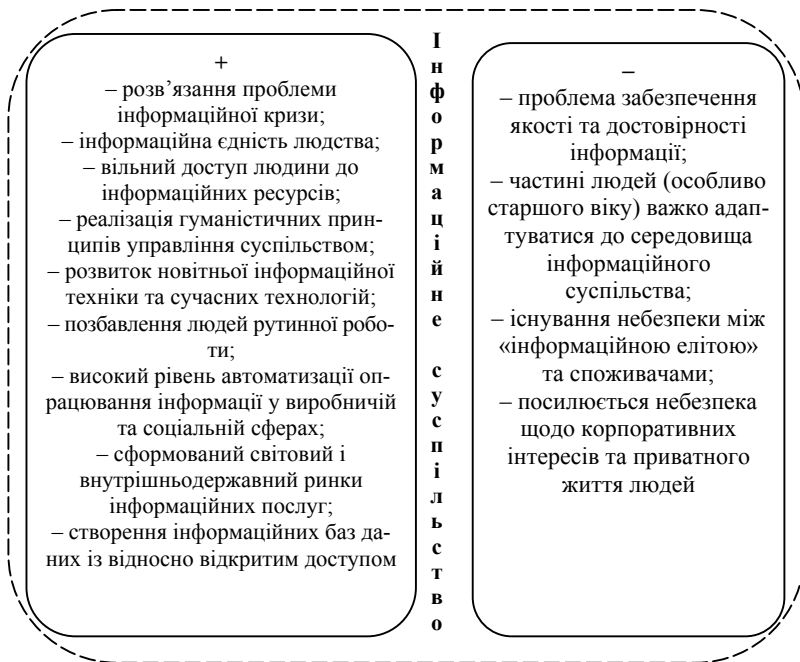 +
– розв’язання проблеми
інформаційної кризи;
– інформаційна єдність людства;
– вільний доступ людини до
інформаційних ресурсів;
– реалізація гуманістичних прин-
ципів управління суспільством;
– розвиток новітньої інформаційної
техніки та сучасних технологій;
– позбавлення людей рутинної робо-
ти;
– високий рівень автоматизації оп-
рацювання інформації у виробничій
та соціальній сферах;
– сформований світовий і
внутрішньодержавний ринки
інформаційних послуг;
– створення інформаційних баз да-
них із відносно відкритим доступом
Інформаційне суспільство
–
– проблема забезпечення
якості та достовірності
інформації;
– частині людей (особливо
старшого віку) важко адап-
туватися до середовища
інформаційного
суспільства;
– існування небезпеки між
«інформаційною елітою»
та споживачами;
– посилюється небезпека
щодо корпоративних
інтересів та приватного
життя людей